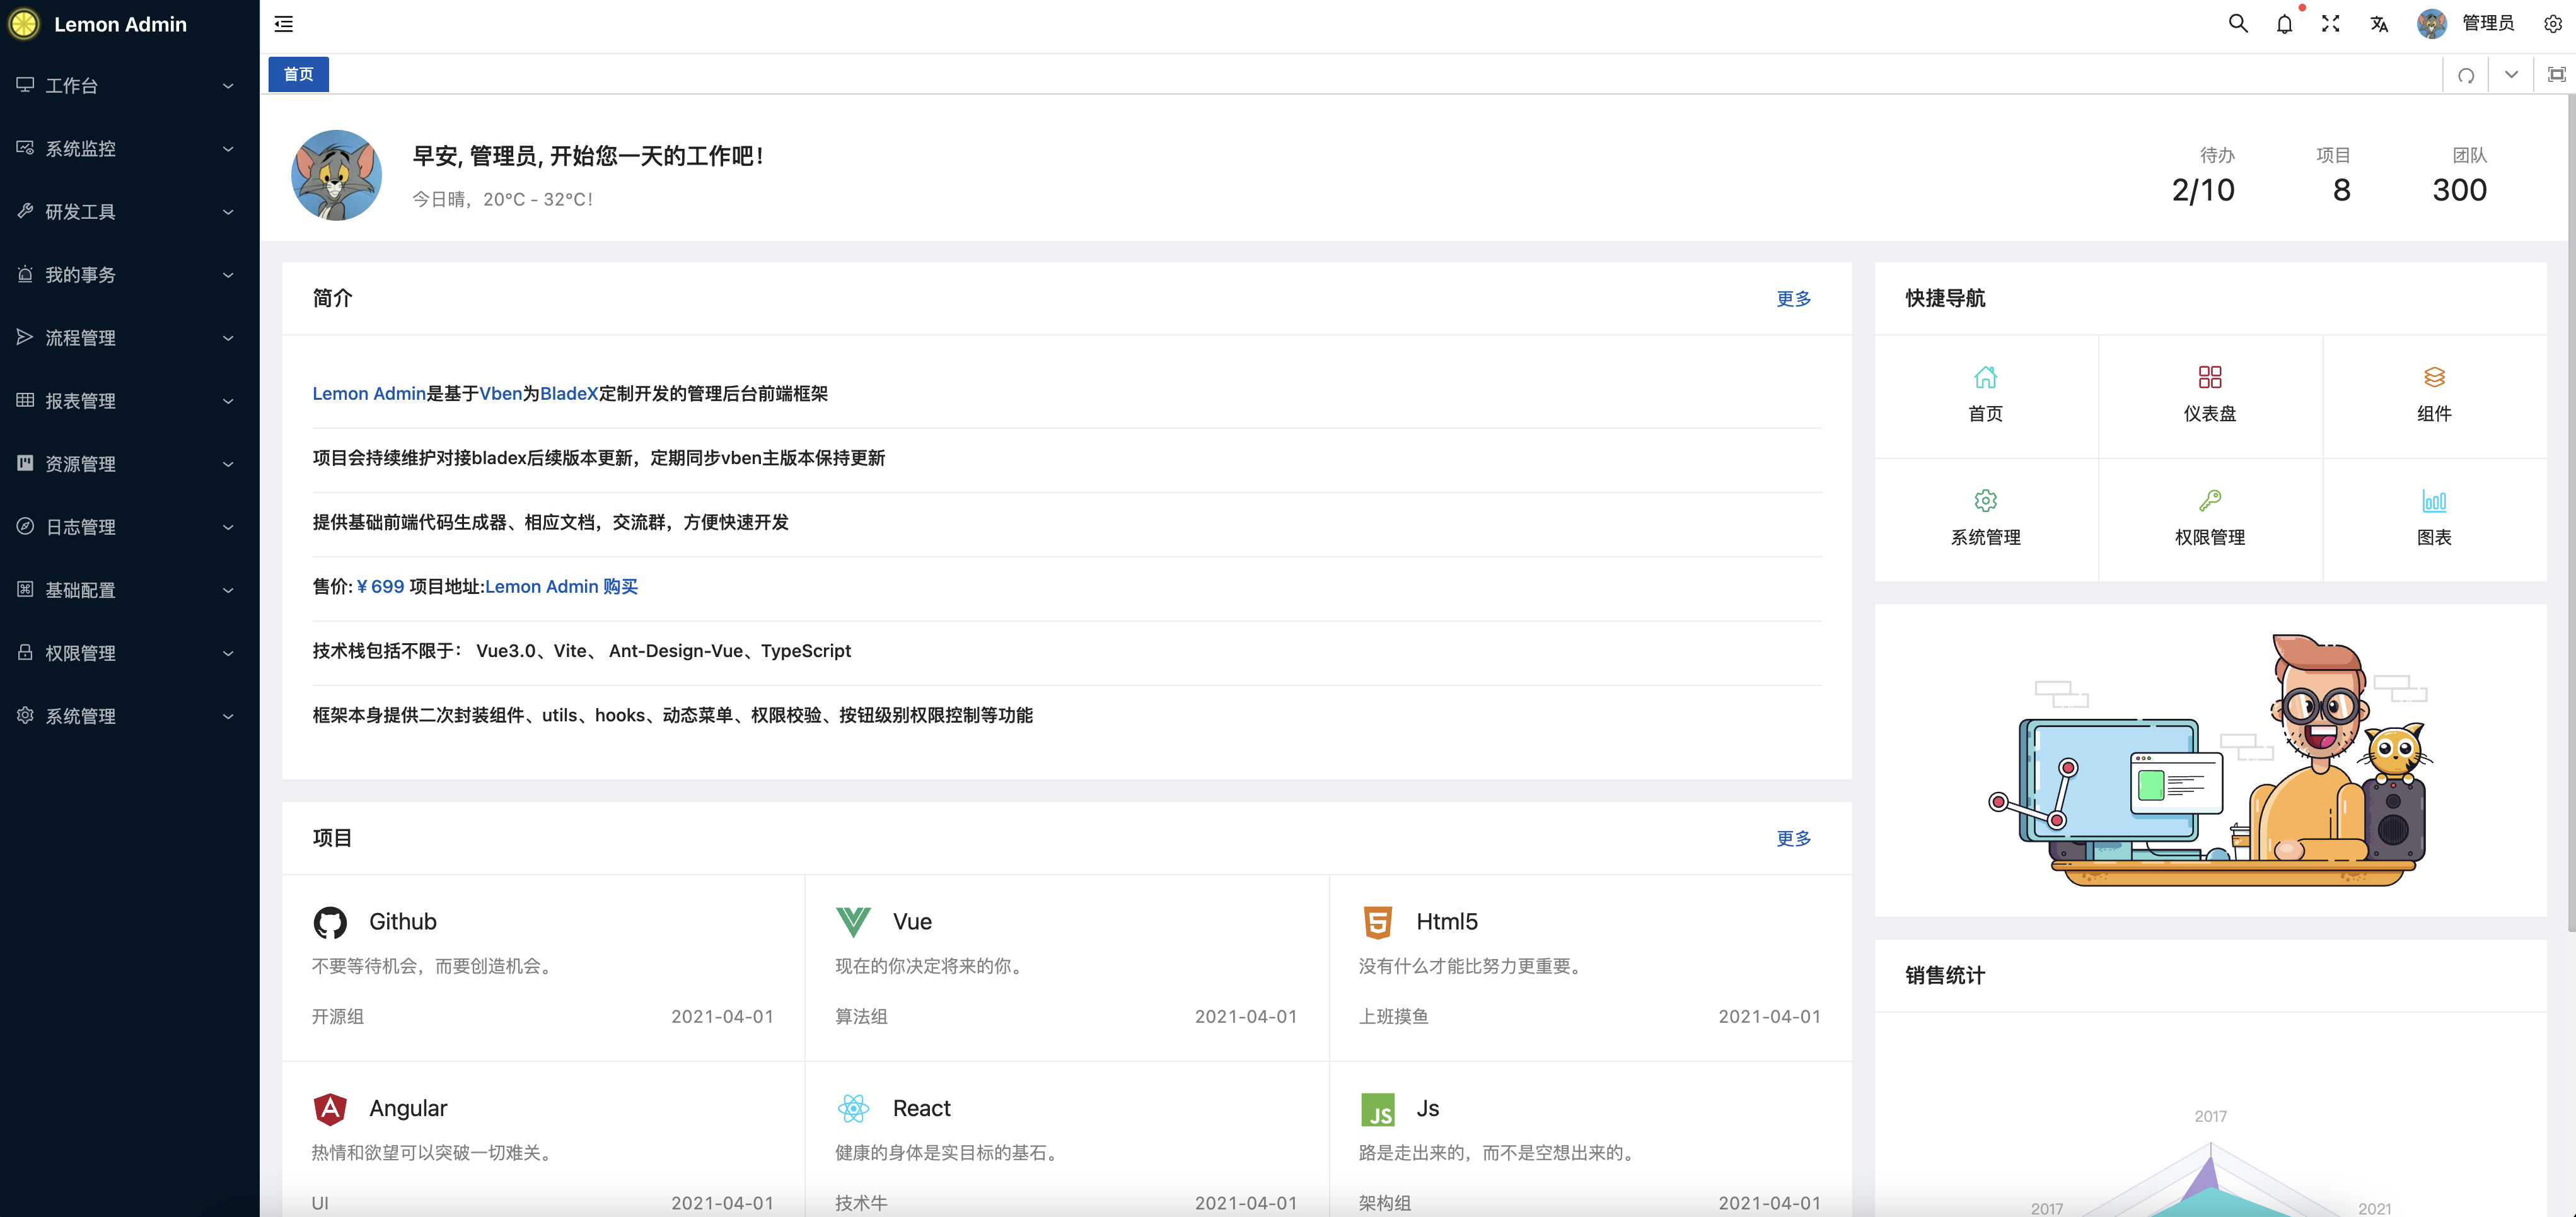 Lemon Admin
工作台
系统监控
研发工具
我的事务
流程管理
报表管理
资源管理
日志管理
基础配置
权限管理
系统管理
管理员
首页
早安, 管理员, 开始您一天的工作吧!
今日晴，20℃ - 32℃!
待办
2/10
项目
8
团队
300
简介
更多
Lemon Admin是基于Vben为BladeX定制开发的管理后台前端框架
项目会持续维护对接bladex后续版本更新，定期同步vben主版本保持更新
提供基础前端代码生成器、相应文档，交流群，方便快速开发
售价: ¥ 699 项目地址:Lemon Admin 购买
技术栈包括不限于： Vue3.0、Vite、 Ant-Design-Vue、TypeScript
框架本身提供二次封装组件、utils、hooks、动态菜单、权限校验、按钮级别权限控制等功能
项目
更多
Github
不要等待机会，而要创造机会。
开源组 2021-04-01
Vue
现在的你决定将来的你。
算法组 2021-04-01
Html5
没有什么才能比努力更重要。
上班摸鱼 2021-04-01
Angular
热情和欲望可以突破一切难关。
UI 2021-04-01
React
健康的身体是实目标的基石。
技术牛 2021-04-01
JS
Js
路是走出来的，而不是空想出来的。
架构组 2021-04-01
快捷导航
首页
仪表盘
组件
系统管理
权限管理
图表
销售统计
2017
2017
2021